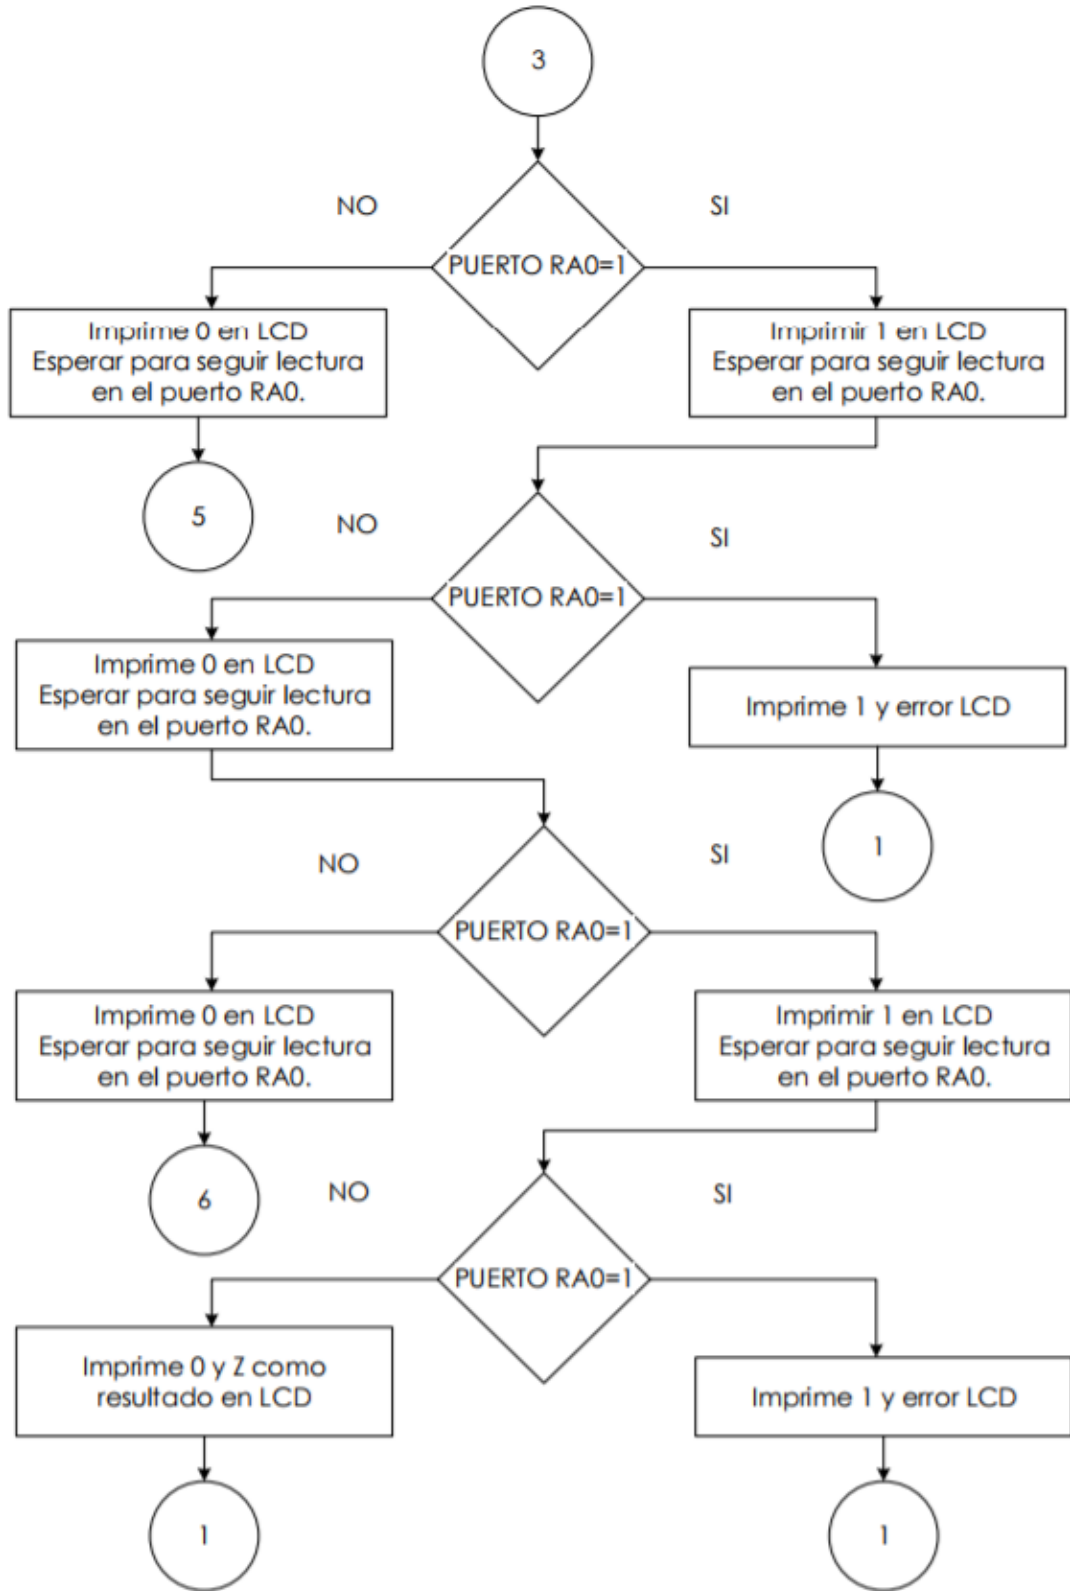 3
NO
SI
PUERTO RA0=1
Imprime 0 en LCD
Esperar para seguir lectura
en el puerto RA0.
Imprimir 1 en LCD
Esperar para seguir lectura
en el puerto RA0.
5
NO
SI
PUERTO RA0=1
Imprime 0 en LCD
Esperar para seguir lectura
en el puerto RA0.
Imprime 1 y error LCD
1
NO
SI
PUERTO RA0=1
Imprime 0 en LCD
Esperar para seguir lectura
en el puerto RA0.
Imprimir 1 en LCD
Esperar para seguir lectura
en el puerto RA0.
6
NO
SI
PUERTO RA0=1
Imprime 0 y Z como
resultado en LCD
Imprime 1 y error LCD
1
1